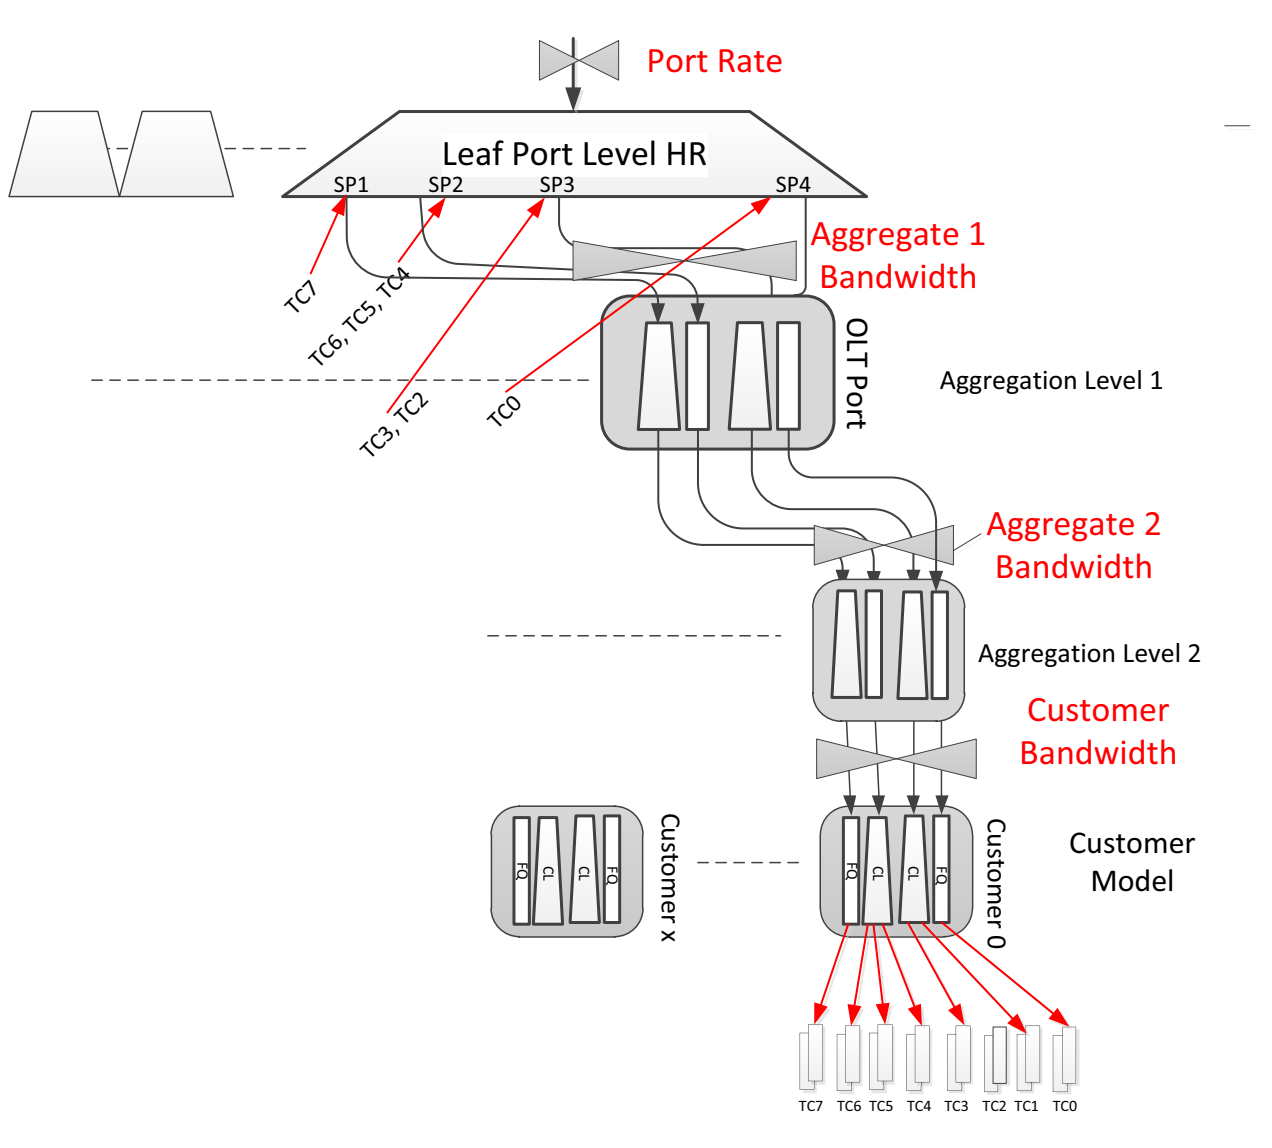 Port Rate
Leaf Port Level HR
SP1
SP2
SP3
SP4
Aggregate 1
Bandwidth
TC7
TC6, TC5, TC4
TC3, TC2
TC0
OLT Port
Aggregation Level 1
Aggregate 2
Bandwidth
Aggregation Level 2
Customer
Bandwidth
FQ
CL
CL
FQ
Customer x
FQ
CL
CL
FQ
Customer 0
Customer
Model
TC7
TC6
TC5
TC4
TC3
TC2
TC1
TC0